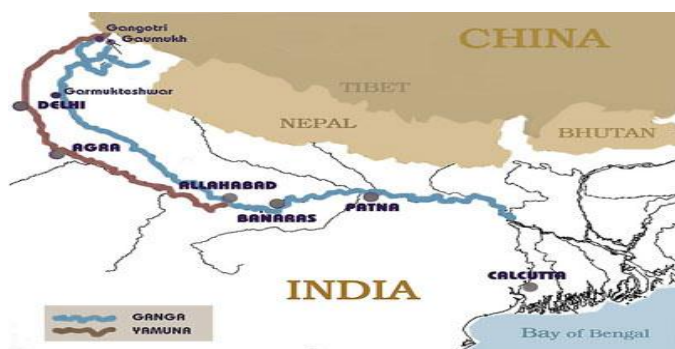 Gangotri
Gaumukh
CHINA
TIBET
Garmukteshwar
DELHI
NEPAL
BHUTAN
AGRA
ALLAHABAD
BANARAS
PATNA
INDIA
CALCUTTA
GANGA
YAMUNA
Bay of Bengal